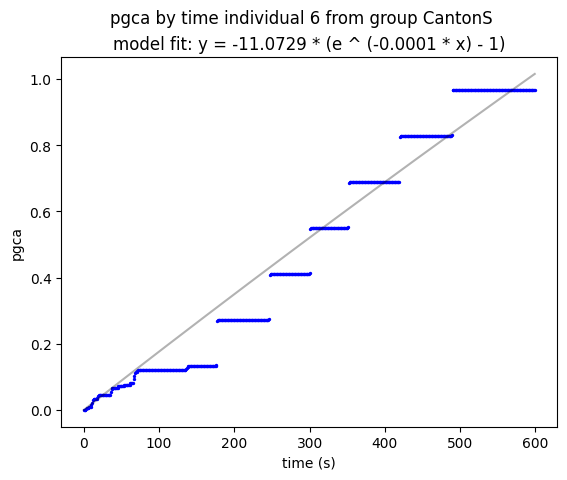 pgca by time individual 6 from group CantonS
model fit: y = -11.0729 * (e ^ (-0.0001 * x) - 1)
1.0
0.8
0.6
0.4
0.2
0.0
pgca
0 100 200 300 400 500 600
time (s)